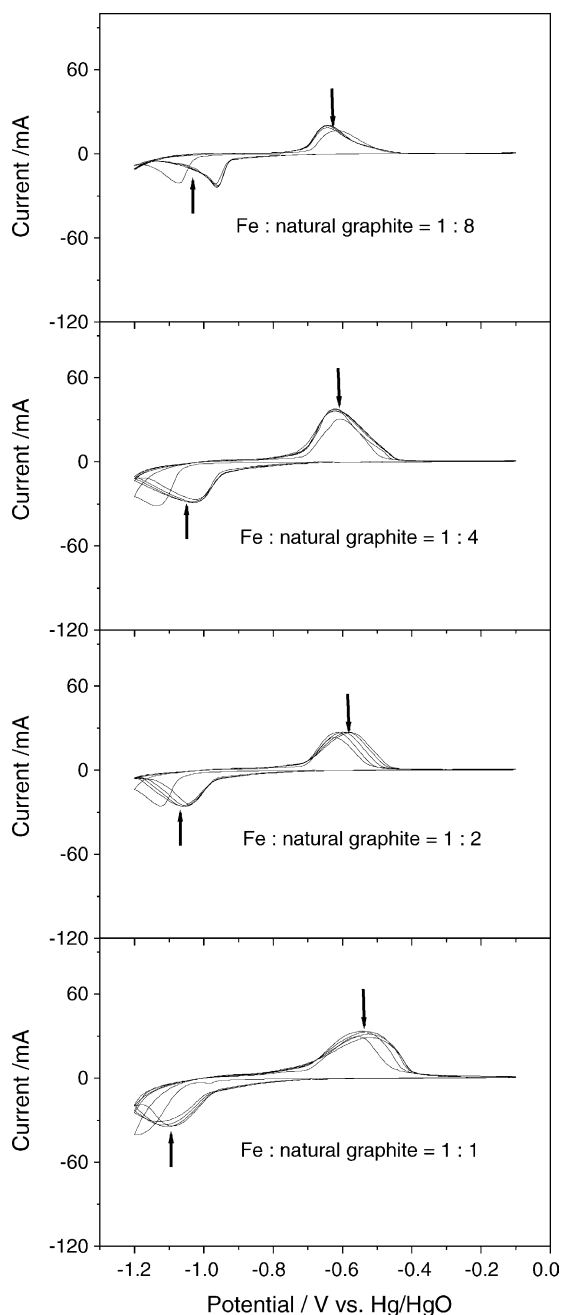 60
0
-60
-120
Current /mA
Fe : natural graphite = 1 : 8
60
0
-60
-120
Current /mA
Fe : natural graphite = 1 : 4
60
0
-60
-120
Current /mA
Fe : natural graphite = 1 : 2
60
0
-60
-120
Current /mA
Fe : natural graphite = 1 : 1
-1.2 -1.0 -0.8 -0.6 -0.4 -0.2 0.0
Potential / V vs. Hg/HgO